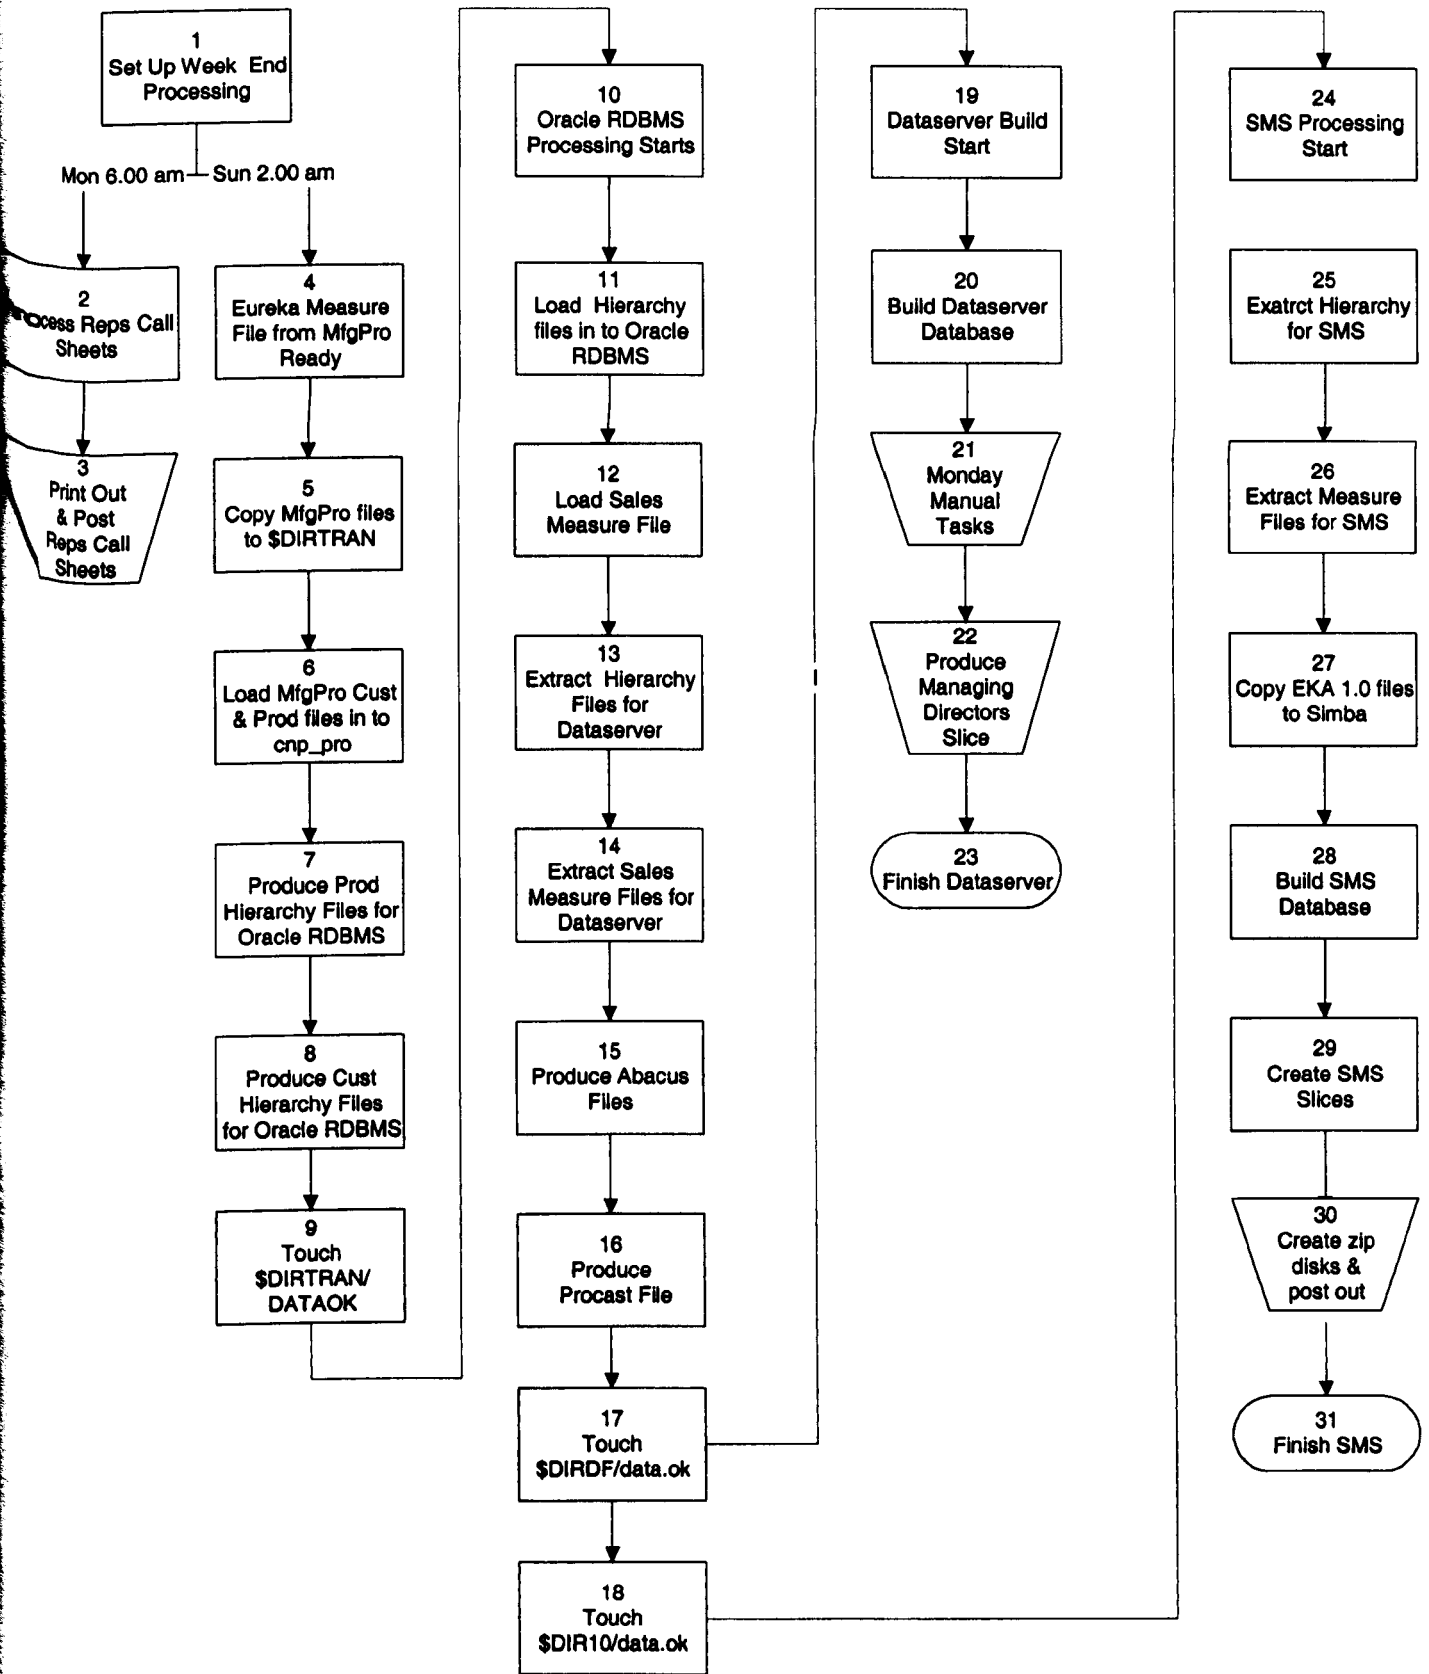 1
Set Up Week End
Processing
Mon 6.00 am
Sun 2.00 am
2
rocess Reps Call
Sheets
3
Print Out
& Post
Reps Call
Sheets
4
Eureka Measure
File from MfgPro
Ready
5
Copy MfgPro files
to $DIRTRAN
6
Load MfgPro Cust
& Prod files in to
cnp_pro
7
Produce Prod
Hierarchy Files for
Oracle RDBMS
8
Produce Cust
Hierarchy Files
for Oracle RDBMS
9
Touch
$DIRTRAN/
DATAOK
10
Oracle RDBMS
Processing Starts
11
Load Hierarchy
files in to Oracle
RDBMS
12
Load Sales
Measure File
13
Extract Hierarchy
Files for
Dataserver
14
Extract Sales
Measure Files for
Dataserver
15
Produce Abacus
Files
16
Produce
Procast File
17
Touch
$DIRDF/data.ok
18
Touch
$DIR10/data.ok
19
Dataserver Build
Start
20
Build Dataserver
Database
21
Monday
Manual
Tasks
22
Produce
Managing
Directors
Slice
23
Finish Dataserver
24
SMS Processing
Start
25
Exatrct Hierarchy
for SMS
26
Extract Measure
Files for SMS
27
Copy EKA 1.0 files
to Simba
28
Build SMS
Database
29
Create SMS
Slices
30
Create zip
disks &
post out
31
Finish SMS